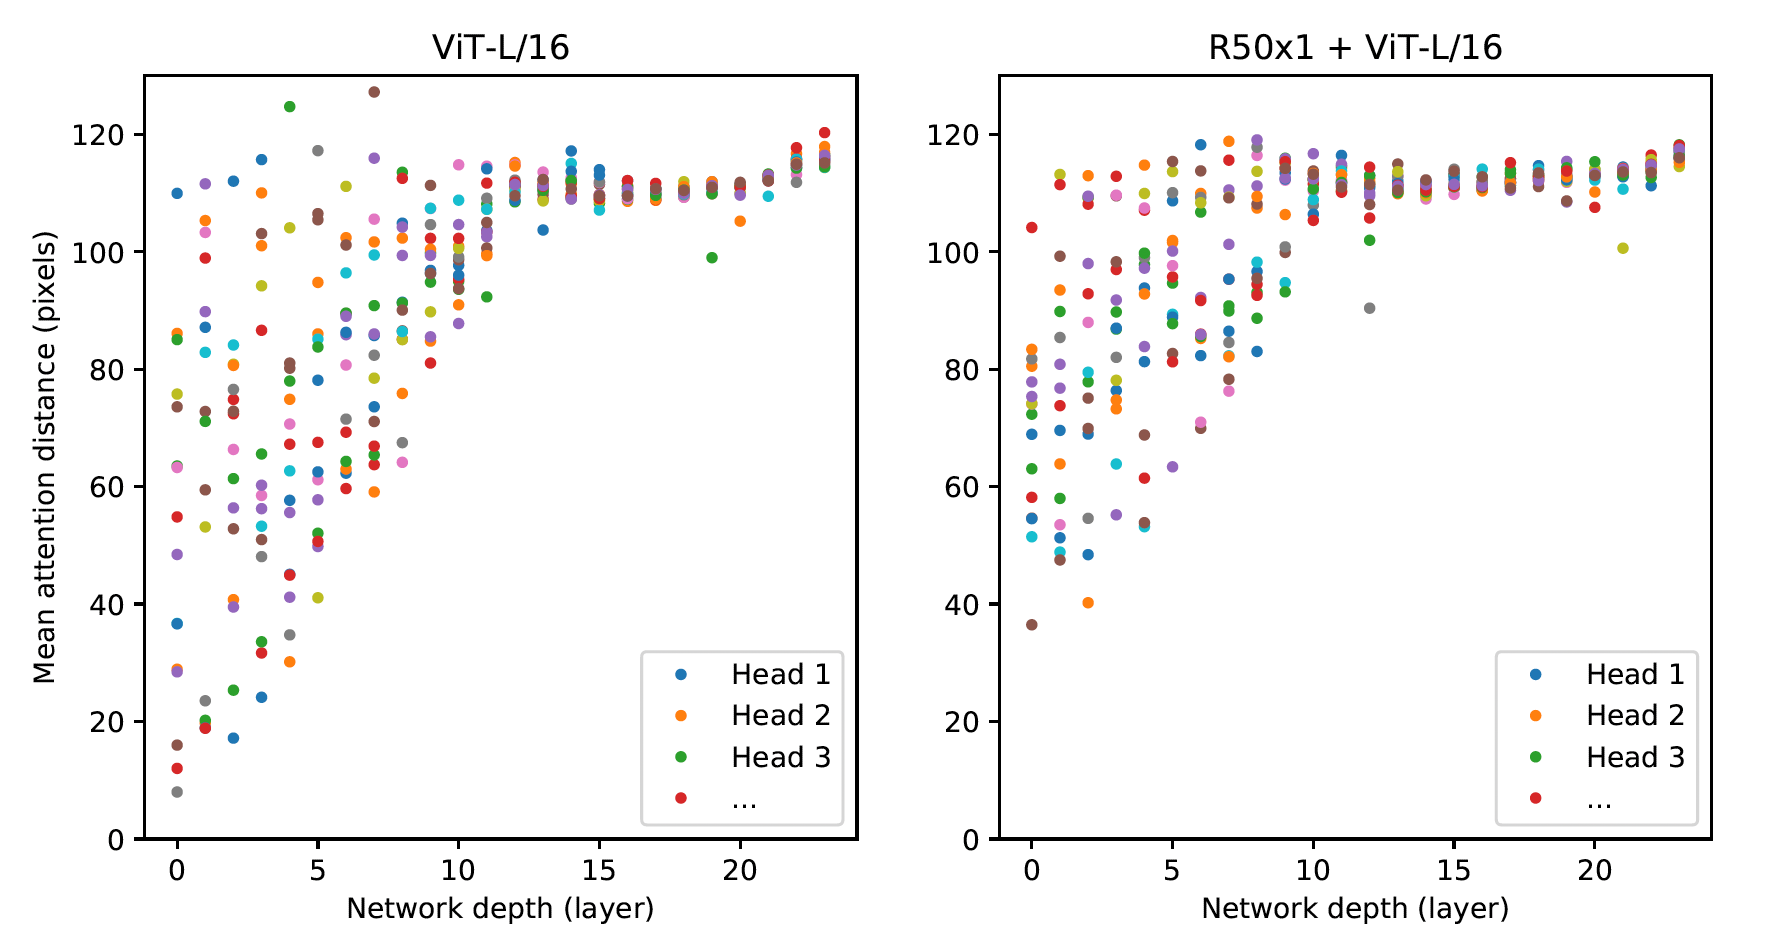 ViT-L/16
Mean attention distance (pixels)
120
100
80
60
40
20
0
0 5 10 15 20
Network depth (layer)
Head 1
Head 2
Head 3
...
R50x1 + ViT-L/16
120
100
80
60
40
20
0
0 5 10 15 20
Network depth (layer)
Head 1
Head 2
Head 3
...